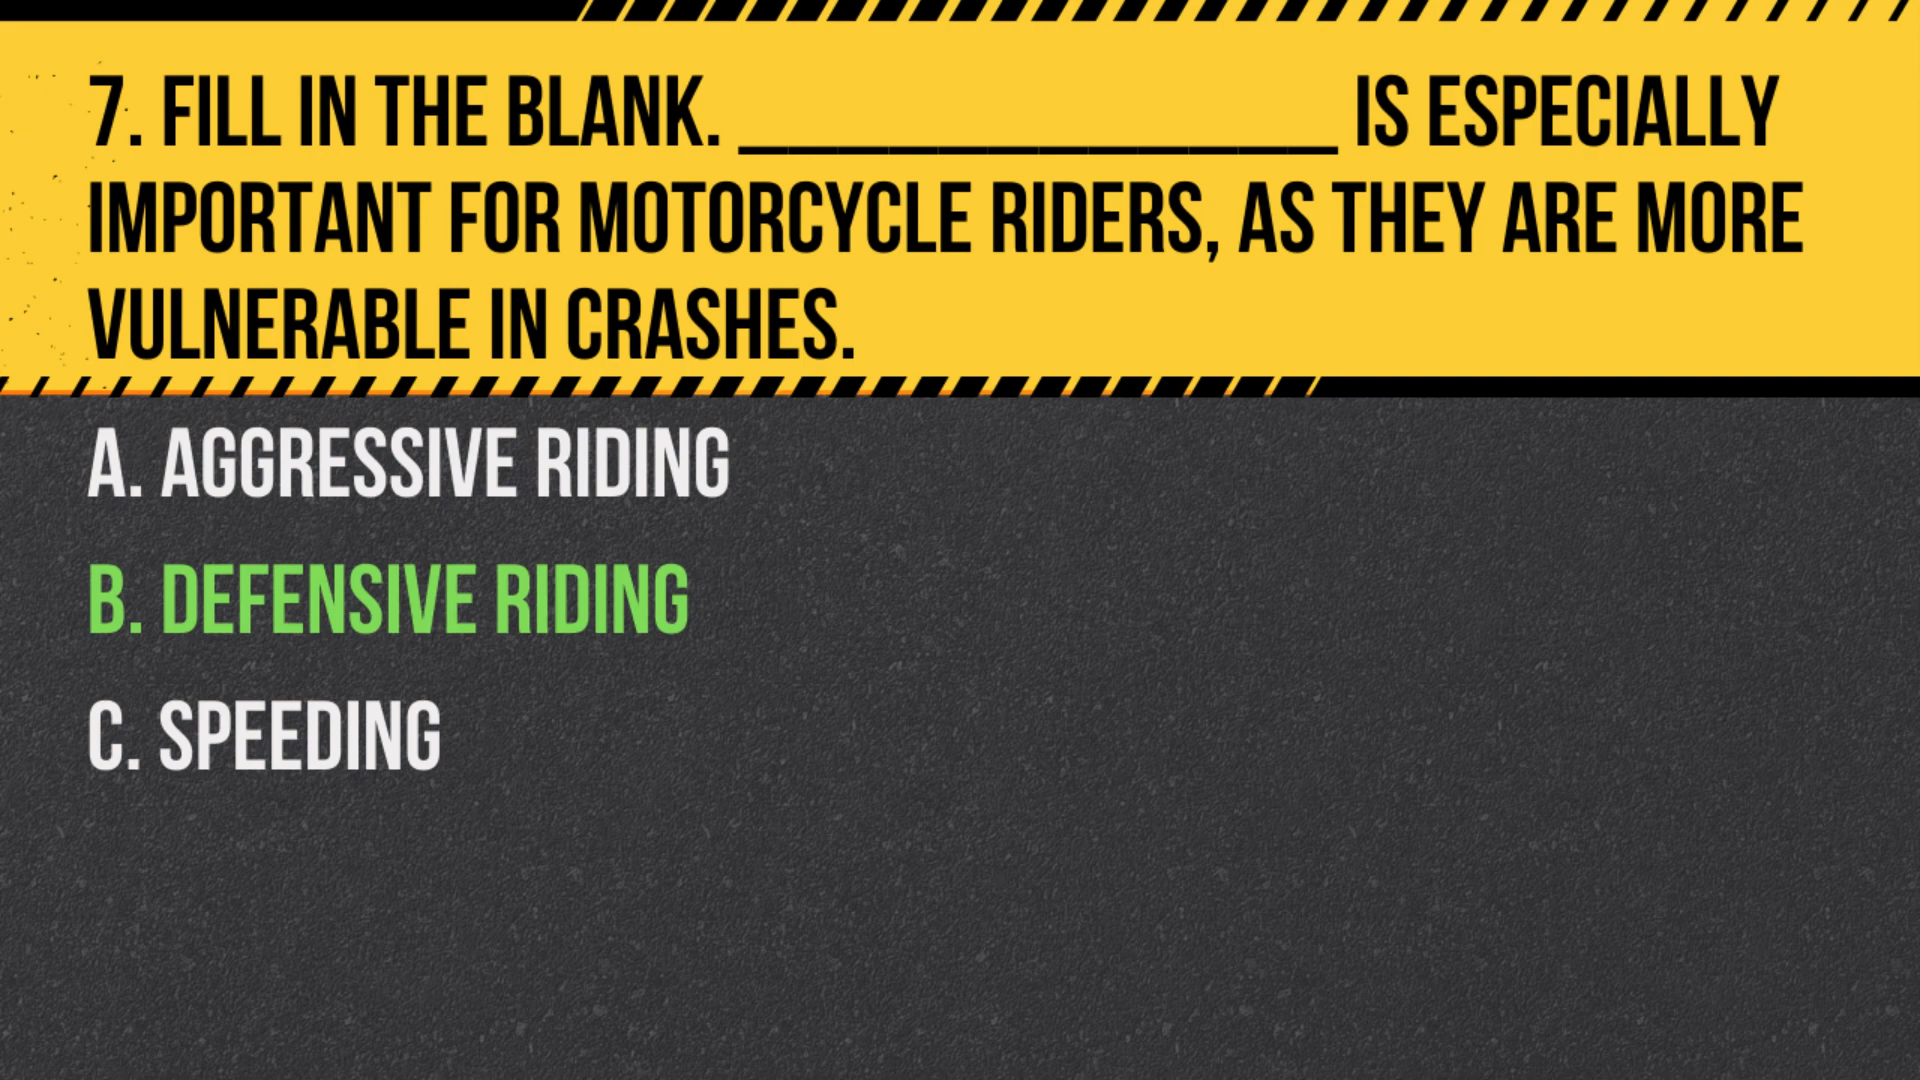 7. FILL IN THE BLANK. ____________ IS ESPECIALLY
IMPORTANT FOR MOTORCYCLE RIDERS, AS THEY ARE MORE
VULNERABLE IN CRASHES.
A. AGGRESSIVE RIDING
B. DEFENSIVE RIDING
C. SPEEDING